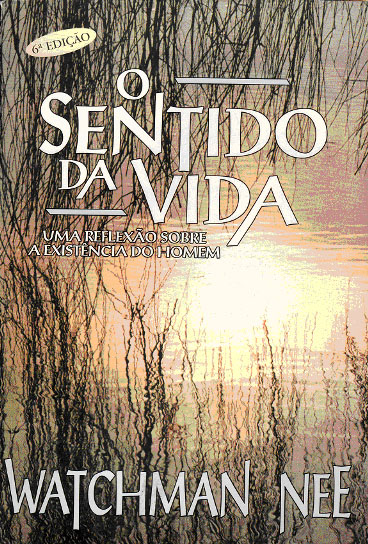 6ª EDIÇÃO
O
SENTIDO
DA VIDA
UMA REFLEXÃO SOBRE
A EXISTÊNCIA DO HOMEM
WATCHMAN NEE